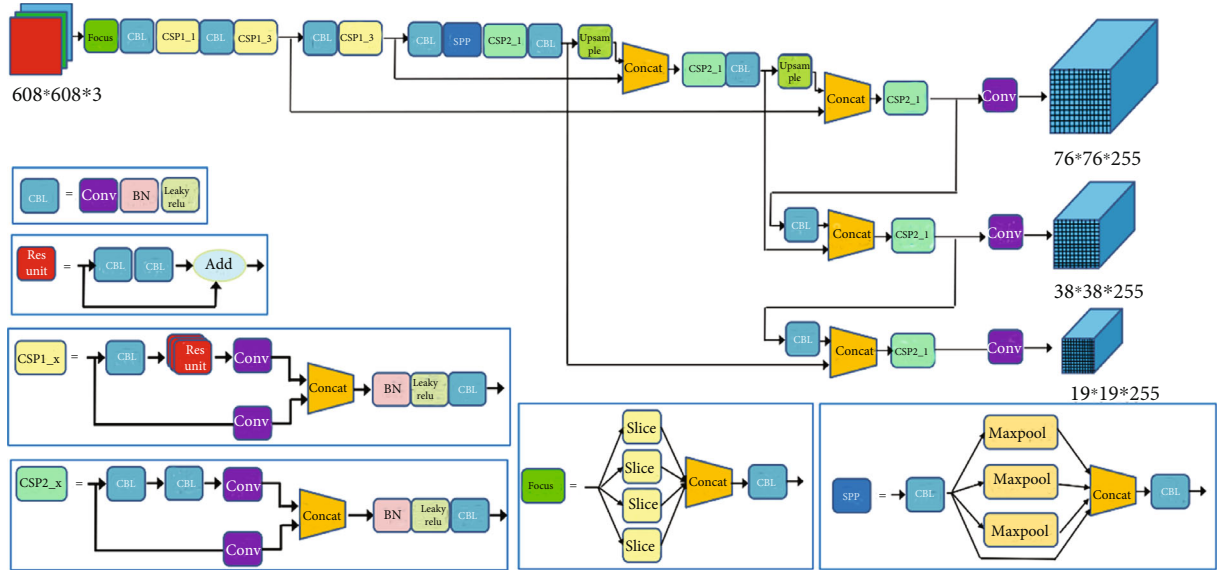 Focus CBL CSP1_1 CBL CSP1_3 CBL CSP1_3 CBL SPP CSP2_1 CBL
Upsam
ple
Concat
CSP2_1 CBL
Upsam
ple
Concat
CSP2_1
Conv
608*608*3
76*76*255
CBL = Conv BN Leaky
relu
CBL
Concat
CSP2_1
Conv
38*38*255
Res
unit
= CBL CBL Add
CBL
Concat
CSP2_1
Conv
19*19*255
CSP1_x = CBL Res
unit
Conv
Conv
Concat
BN Leaky
relu
CBL
CSP2_x = CBL CBL Conv
Conv
Concat
BN Leaky
relu
CBL
Focus =
Slice
Slice
Slice
Slice
Concat
CBL
SPP = CBL
Maxpool
Maxpool
Maxpool
Concat
CBL